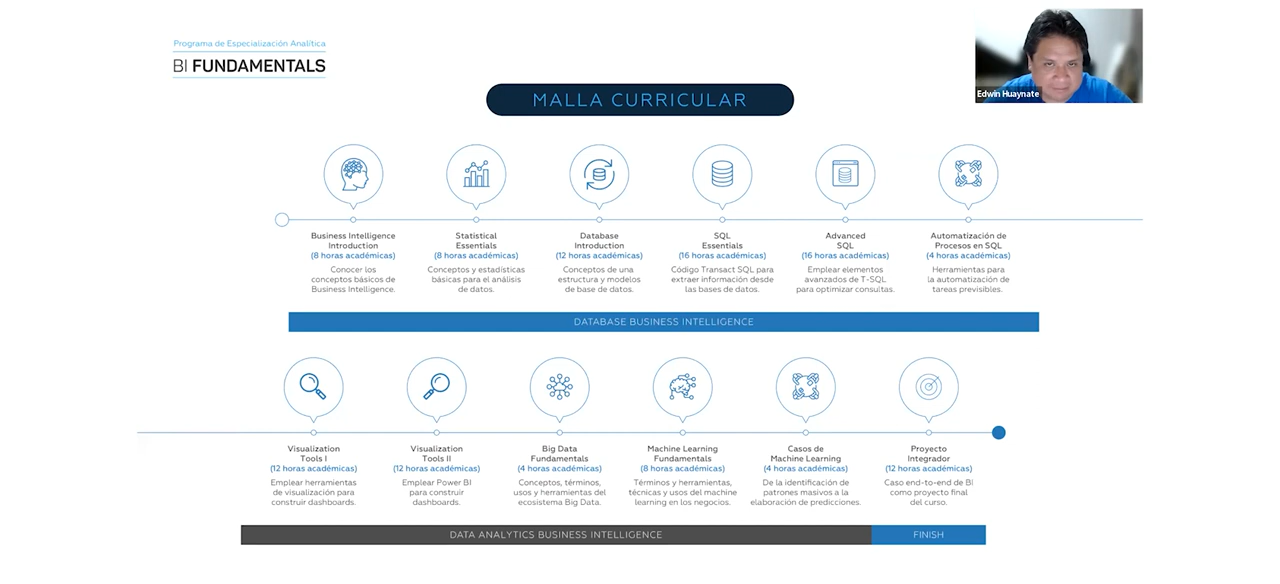 Programa de Especialización Analítica
BI FUNDAMENTALS
Edwin Huaynate
MALLA CURRICULAR
Business Intelligence
Introduction
(8 horas académicas)
Conocer los
conceptos básicos de
Business Intelligence.
Statistical
Essentials
(8 horas académicas)
Conceptos y estadísticas
básicas para el análisis
de datos.
Database
Introduction
(12 horas académicas)
Conceptos de una
estructura y modelos
de base de datos.
SQL
Essentials
(16 horas académicas)
Código Transact SQL para
extraer información desde
las bases de datos.
Advanced
SQL
(16 horas académicas)
Emplear elementos
avanzados de T-SQL
para optimizar consultas.
Automatización de
Procesos en SQL
(4 horas académicas)
Herramientas para
la automatización de
tareas previsibles.
DATABASE BUSINESS INTELLIGENCE
Visualization
Tools I
(12 horas académicas)
Emplear herramientas
de visualización para
construir dashboards.
Visualization
Tools II
(12 horas académicas)
Emplear Power BI
para construir
dashboards.
Big Data
Fundamentals
(4 horas académicas)
Conceptos, términos,
usos y herramientas del
ecosistema Big Data.
Machine Learning
Fundamentals
(8 horas académicas)
Términos y herramientas,
técnicas y usos del machine
learning en los negocios.
Casos de
Machine Learning
(4 horas académicas)
De la identificación de
patrones masivos a la
elaboración de predicciones.
Proyecto
Integrador
(12 horas académicas)
Caso end-to-end de BI
como proyecto final
del curso.
DATA ANALYTICS BUSINESS INTELLIGENCE
FINISH